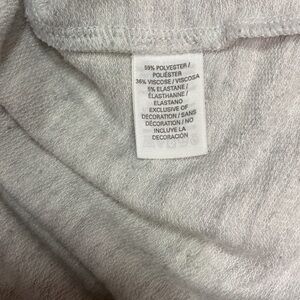 59% POLYESTER /
POLIÉSTER
36% VISCOSE / VISCOSA
5% ELASTANE /
ÉLASTHANNE /
ELASTANO
EXCLUSIVE OF
DECORATION / SANS
DÉCORATION / NO
INCLUYE LA
DECORACIÓN